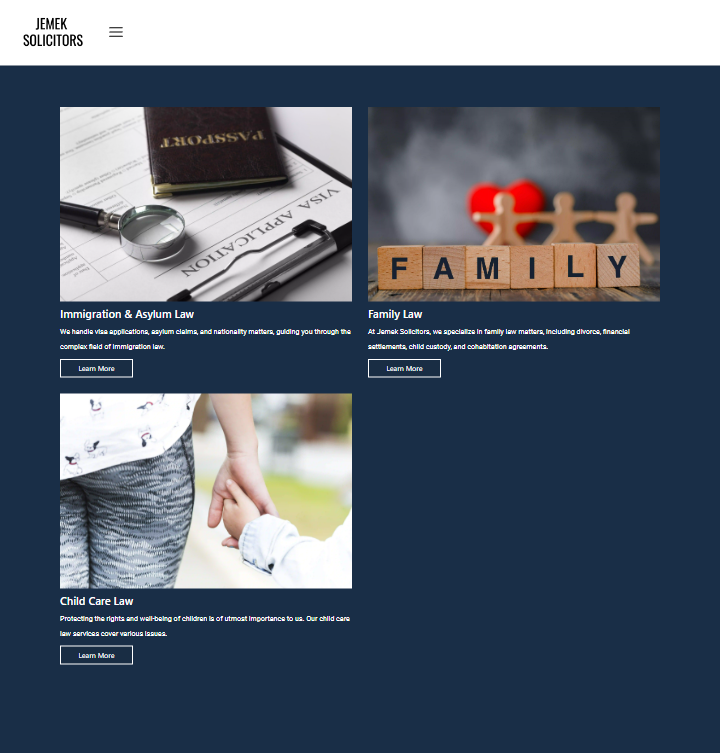 JEMEK
SOLICITORS
PASSPORT
VISA APPLICATION
FAMILY
Immigration & Asylum Law
We handle visa applications, asylum claims, and nationality matters, guiding you through the
complex field of immigration law.
Learn More
Family Law
At Jemek Solicitors, we specialize in family law matters, including divorce, financial
settlements, child custody, and cohabitation agreements.
Learn More
Child Care Law
Protecting the rights and well-being of children is of utmost importance to us. Our child care
law services cover various issues.
Learn More